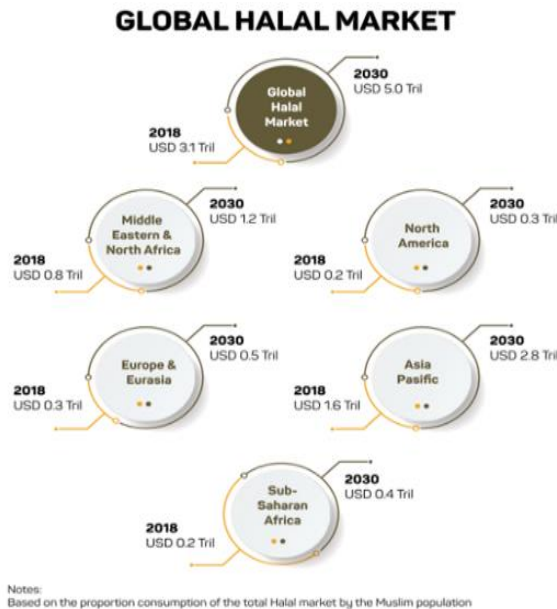 GLOBAL HALAL MARKET
2030
USD 5.0 Tril
Global
Halal
Market
2018
USD 3.1 Tril
Middle
Eastern &
North Africa
2030
USD 1.2 Tril
2018
USD 0.8 Tril
North
America
2030
USD 0.3 Tril
2018
USD 0.2 Tril
Europe &
Eurasia
2030
USD 0.5 Tril
2018
USD 0.3 Tril
Asia
Pasific
2030
USD 2.8 Tril
2018
USD 1.6 Tril
Sub-
Saharan
Africa
2030
USD 0.4 Tril
2018
USD 0.2 Tril
Notes:
Based on the proportion consumption of the total Halal market by the Muslim population